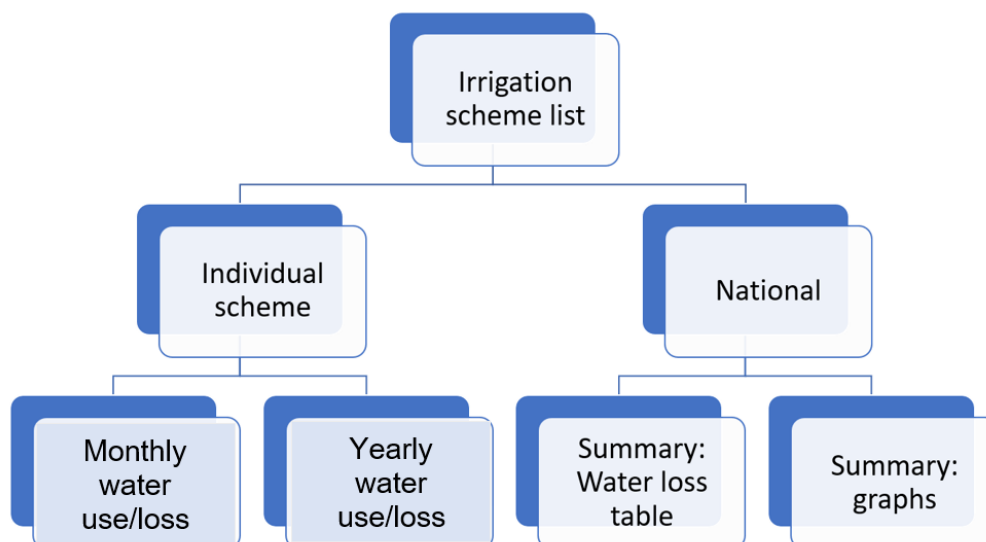 Irrigation
scheme list
Individual
scheme
National
Monthly
water
use/loss
Yearly
water
use/loss
Summary:
Water loss
table
Summary:
graphs